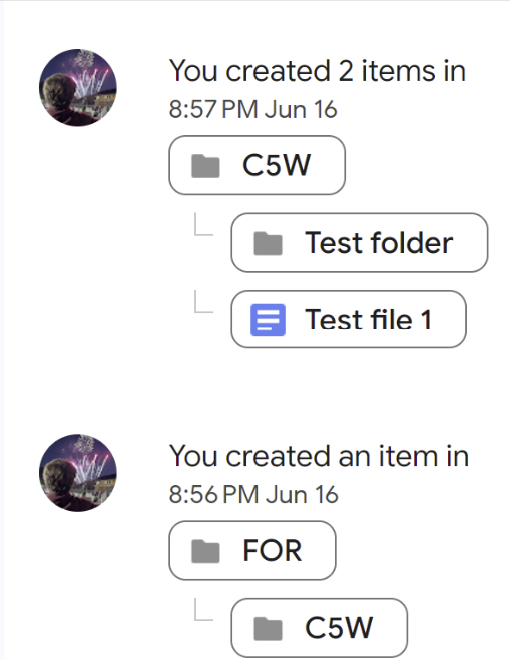 You created 2 items in
8:57 PM Jun 16
C5W
Test folder
Test file 1
You created an item in
8:56 PM Jun 16
FOR
C5W